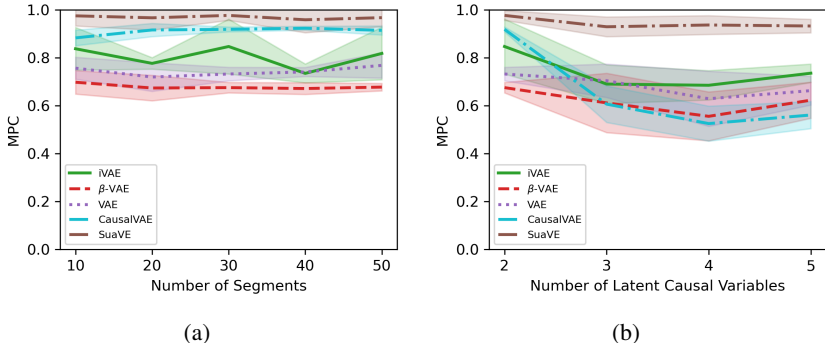 1.0
0.8
0.6
0.4
0.2
0.0
MPC
iVAE
β-VAE
VAE
CausalVAE
SuaVE
10 20 30 40 50
Number of Segments
(a)
1.0
0.8
0.6
0.4
0.2
0.0
MPC
iVAE
β-VAE
VAE
CausalVAE
SuaVE
2 3 4 5
Number of Latent Causal Variables
(b)